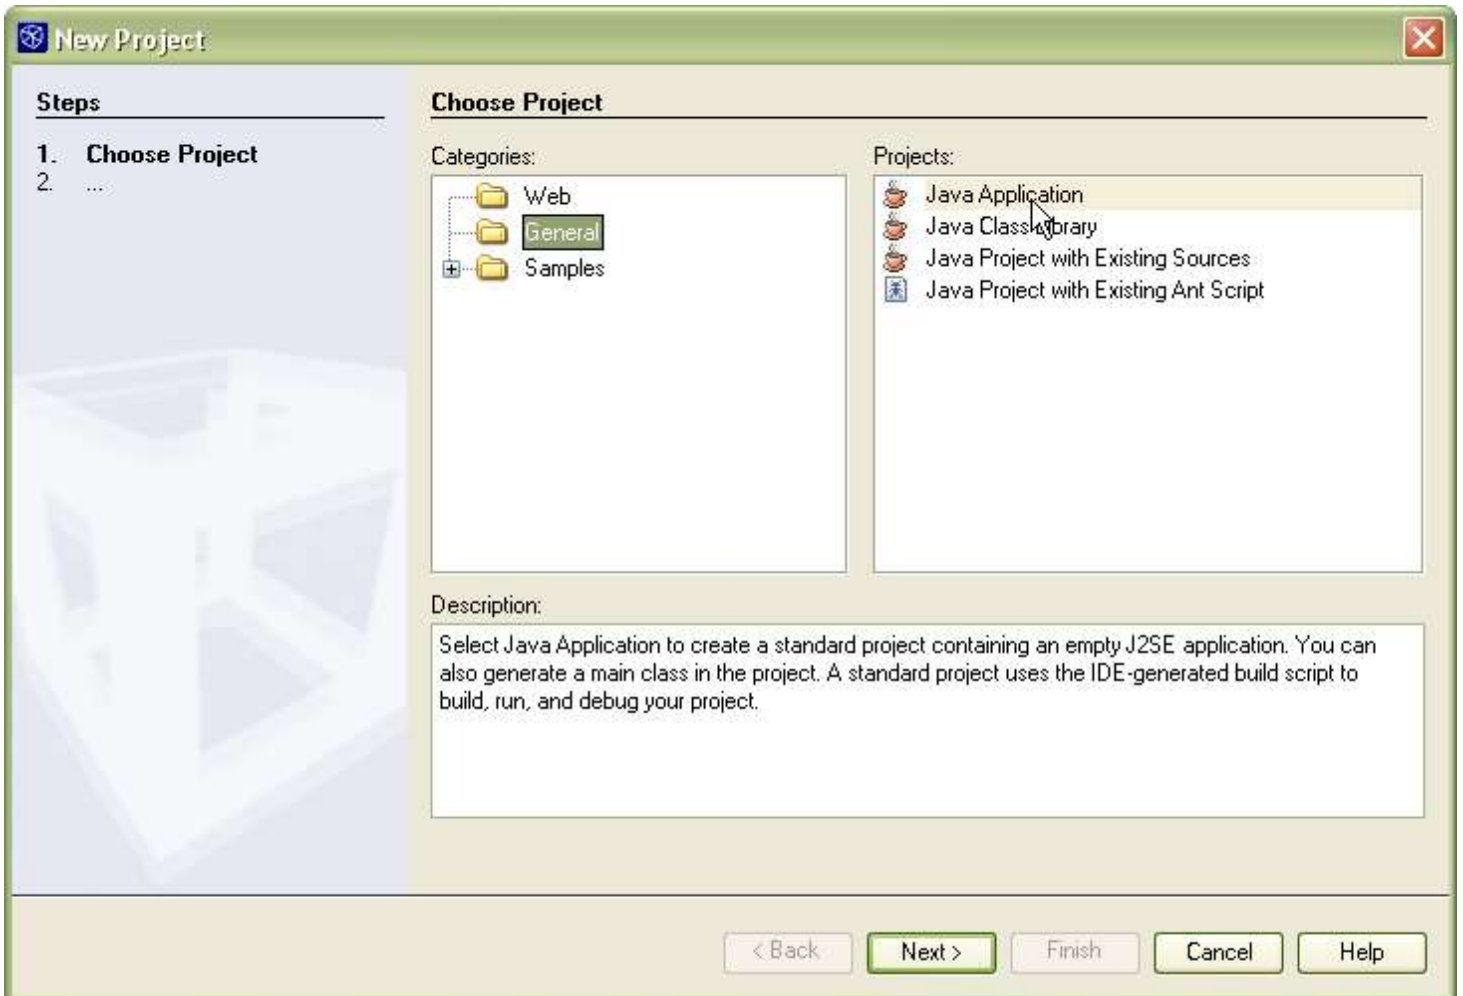 New Project
Steps
1. Choose Project
2. ...
Choose Project
Categories:
Web
General
Samples
Projects:
Java Application
Java Class Library
Java Project with Existing Sources
Java Project with Existing Ant Script
Description:
Select Java Application to create a standard project containing an empty J2SE application. You can
also generate a main class in the project. A standard project uses the IDE-generated build script to
build, run, and debug your project.
< Back Next > Finish Cancel Help